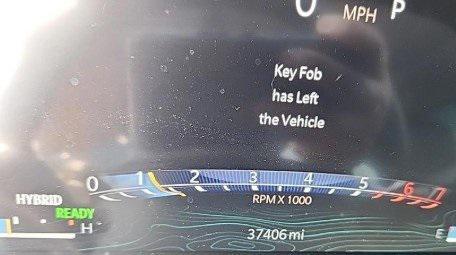 0 MPH P
Key Fob
has Left
the Vehicle
0 1 2 3 4 5 6 7
RPM X 1000
HYBRID
READY
H E
37406 mi